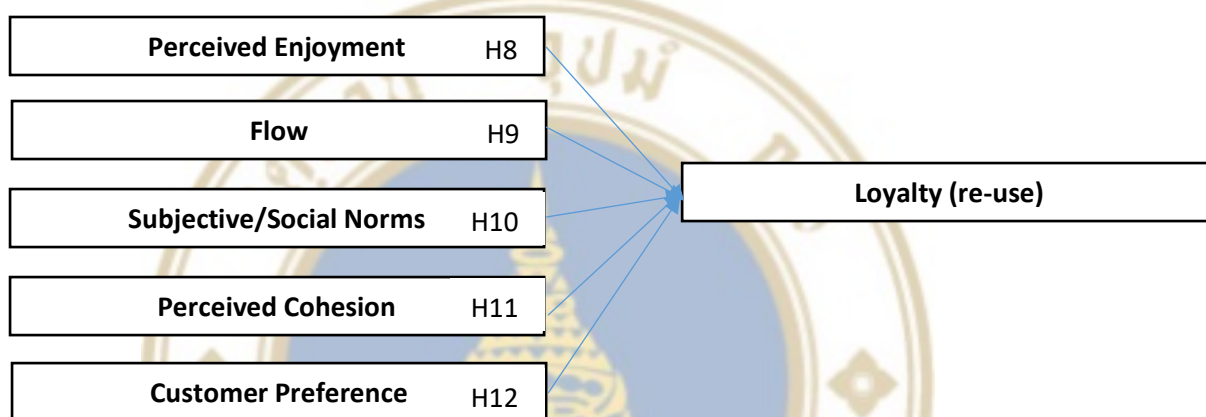 Perceived Enjoyment H8
Flow H9
Subjective/Social Norms H10
Perceived Cohesion H11
Customer Preference H12
Loyalty (re-use)